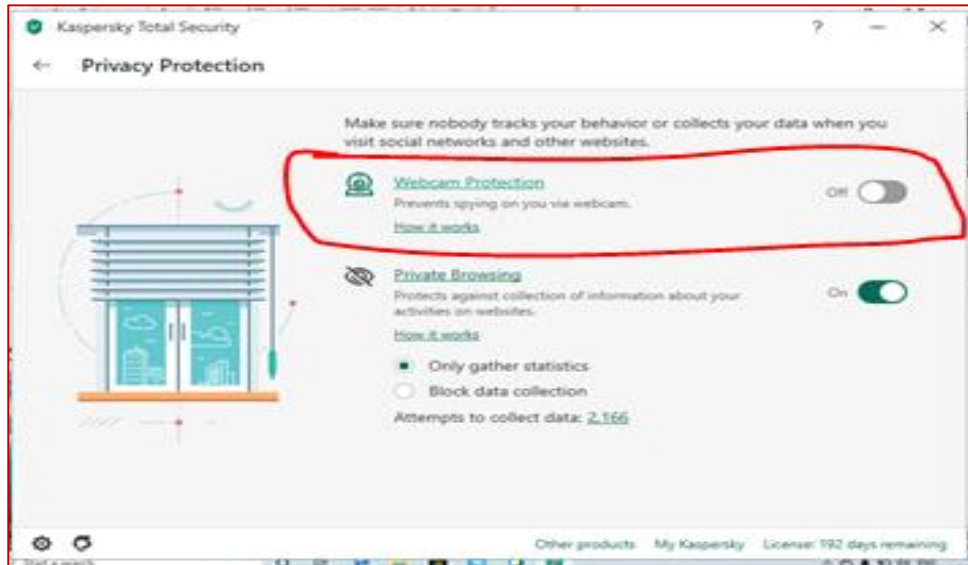 Kaspersky Total Security
Privacy Protection
Make sure nobody tracks your behavior or collects your data when you
visit social networks and other websites.
Webcam Protection
Off
Prevents spying on you via webcam.
How it works
Private Browsing
On
Protects against collection of information about your
activities on websites.
How it works
Only gather statistics
Block data collection
Attempts to collect data: 2,166
Other products My Kaspersky License: 192 days remaining